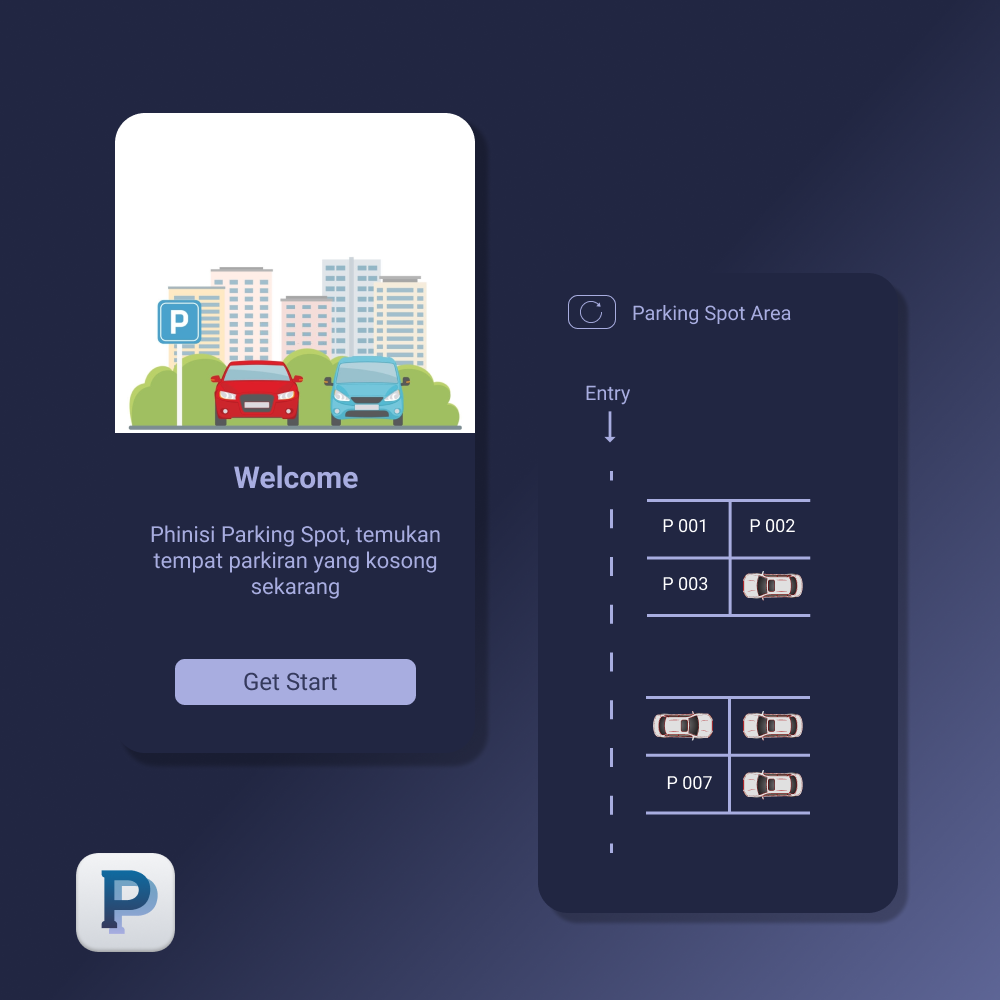 P
Welcome
Phinisi Parking Spot, temukan
tempat parkiran yang kosong
sekarang
Get Start
Parking Spot Area
Entry
P 001
P 002
P 003
P 007
P